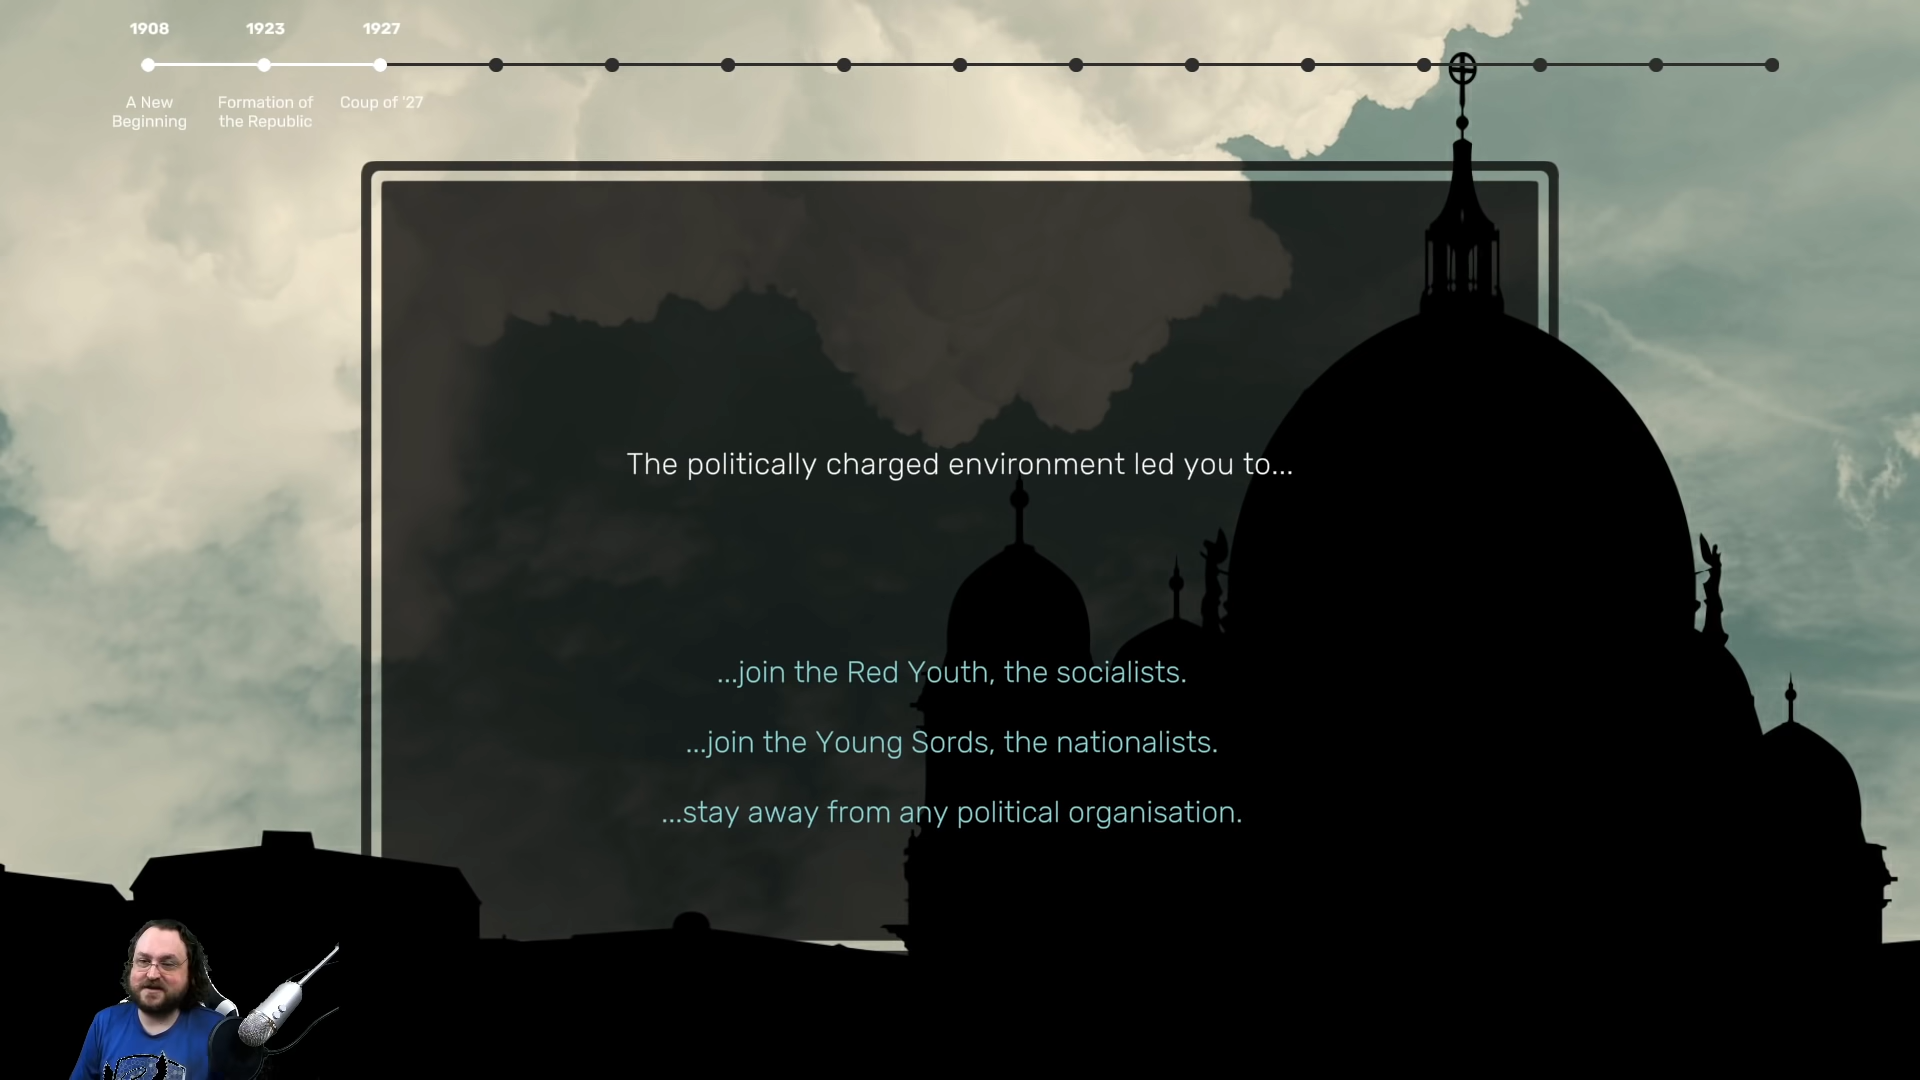 1908
1923
1927
A New
Beginning
Formation of
the Republic
Coup of '27
The politically charged environment led you to...
...join the Red Youth, the socialists.
...join the Young Sords, the nationalists.
...stay away from any political organisation.